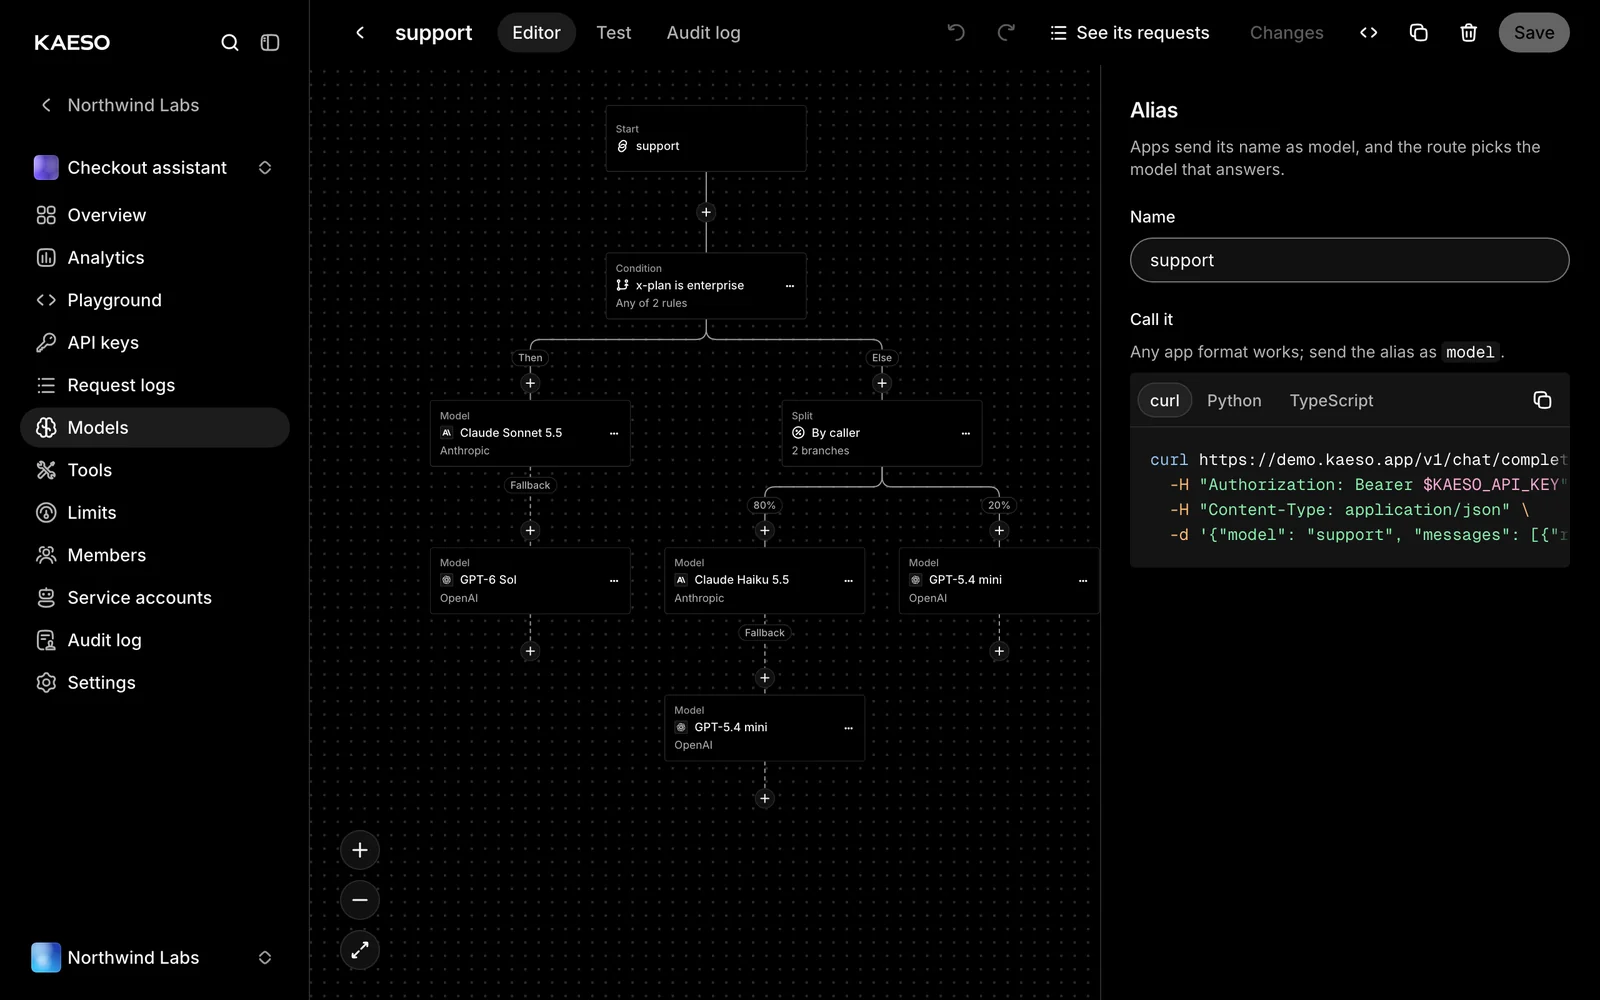 KAESO
Northwind Labs
Checkout assistant
Overview
Analytics
Playground
API keys
Request logs
Models
Tools
Limits
Members
Service accounts
Audit log
Settings
Northwind Labs
support
Editor
Test
Audit log
See its requests
Changes
Save
Start
support
Condition
x-plan is enterprise
Any of 2 rules
Then
Else
Model
Claude Sonnet 5.5
Anthropic
Split
By caller
2 branches
Fallback
80%
20%
Model
GPT-6 Sol
OpenAI
Model
Claude Haiku 5.5
Anthropic
Model
GPT-5.4 mini
OpenAI
Fallback
Model
GPT-5.4 mini
OpenAI
Alias
Apps send its name as model, and the route picks the
model that answers.
Name
support
Call it
Any app format works; send the alias as model.
curl
Python
TypeScript
curl https://demo.kaeso.app/v1/chat/complet
-H "Authorization: Bearer $KAESO_API_KEY"
-H "Content-Type: application/json" \
-d '{"model": "support", "messages": [{"r